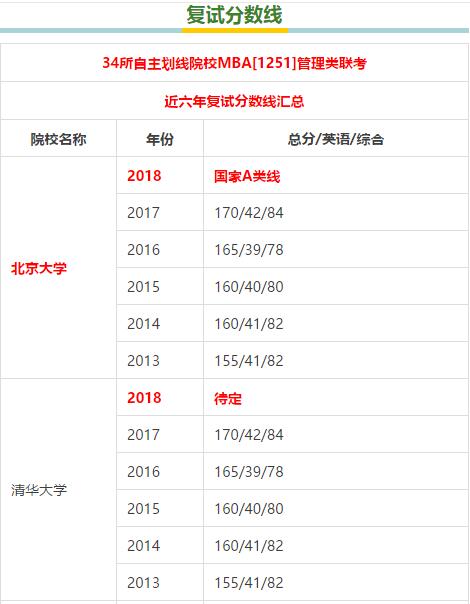 复试分数线
34所自主划线院校MBA[1251]管理类联考
近六年复试分数线汇总
院校名称 年份 总分/英语/综合
北京大学
2018 国家A类线
2017 170/42/84
2016 165/39/78
2015 160/40/80
2014 160/41/82
2013 155/41/82
清华大学
2018 待定
2017 170/42/84
2016 165/39/78
2015 160/40/80
2014 160/41/82
2013 155/41/82